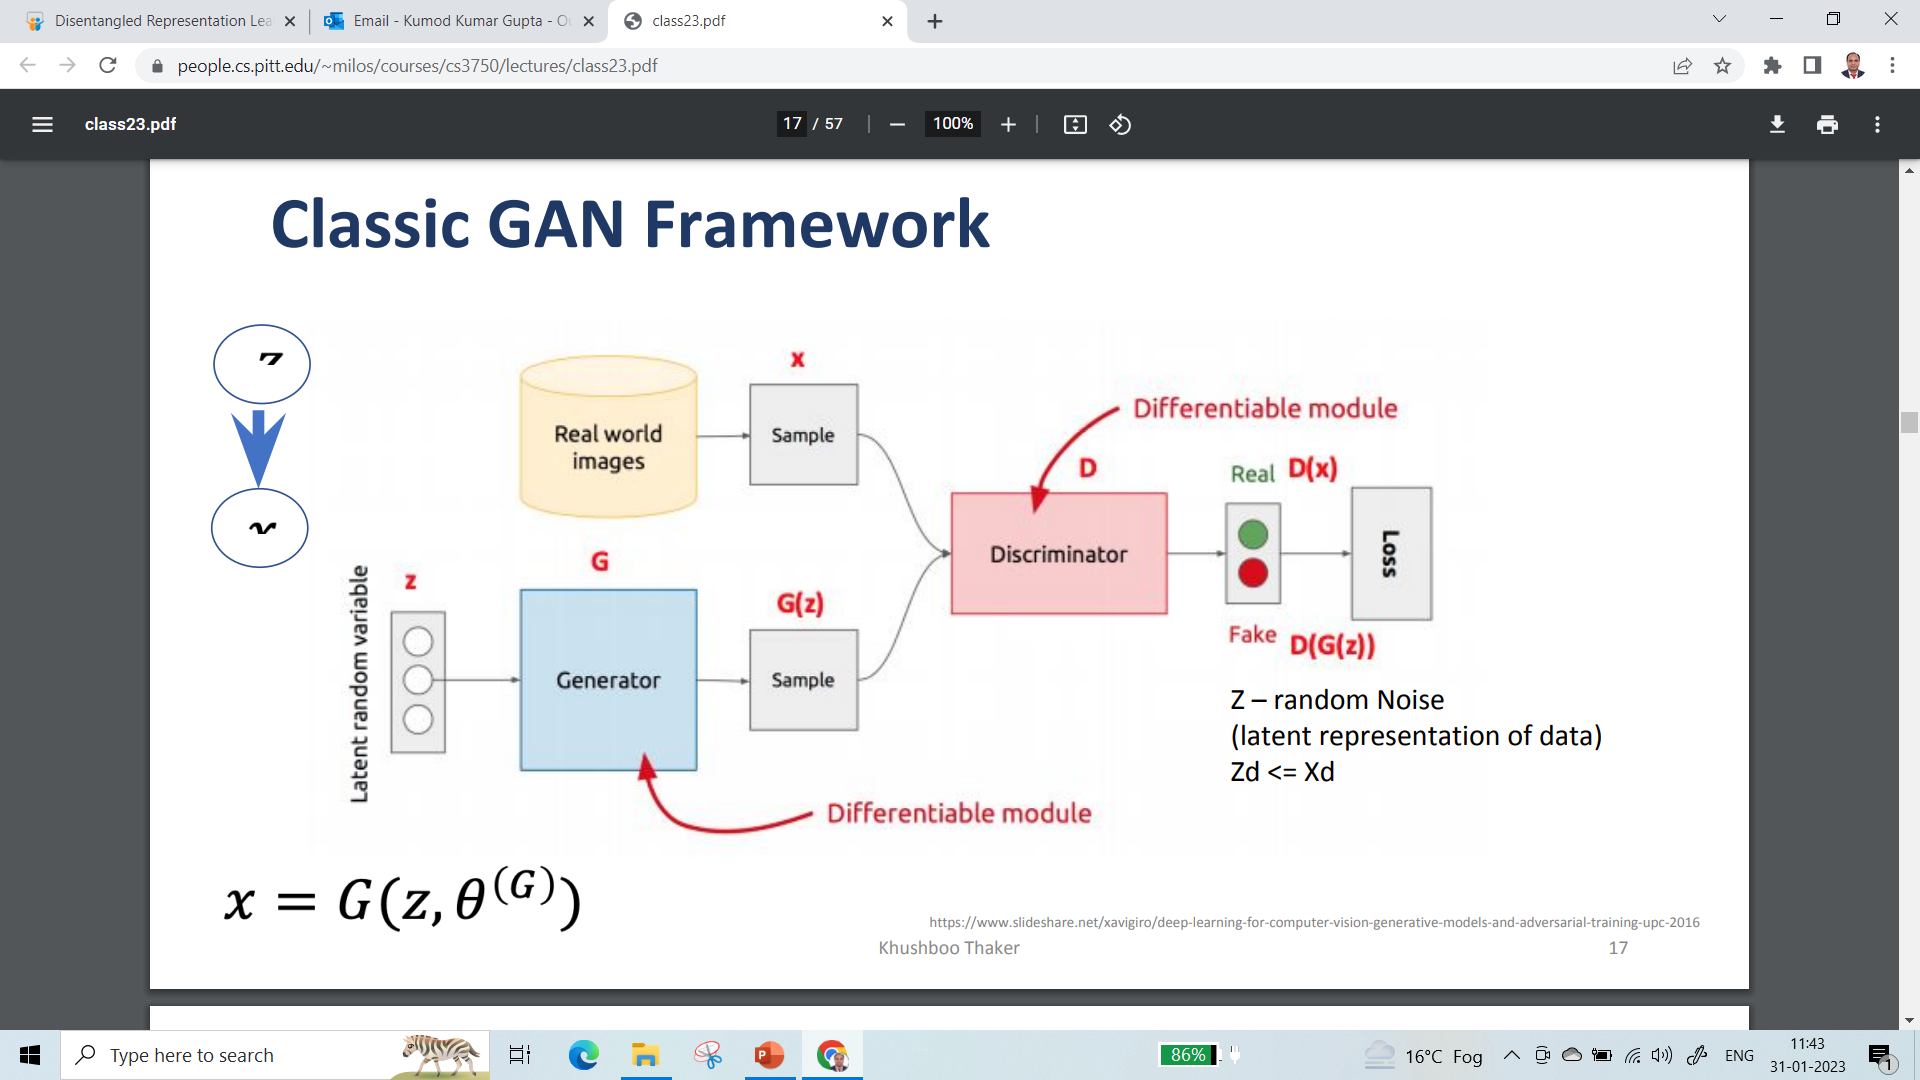 Disentangled Representation Lea
Email - Kumod Kumar Gupta - Ou
class23.pdf
people.cs.pitt.edu/~milos/courses/cs3750/lectures/class23.pdf
class23.pdf
17 / 57
100%
Classic GAN Framework
z
x
Real world
images
x
Sample
Differentiable module
D
Discriminator
Real D(x)
Loss
Fake D(G(z))
Latent random variable
z
G
Generator
G(z)
Sample
Differentiable module
Z – random Noise
(latent representation of data)
Zd <= Xd
x = G(z, θ^(G))
https://www.slideshare.net/xavigiro/deep-learning-for-computer-vision-generative-models-and-adversarial-training-upc-2016
Khushboo Thaker
17
Type here to search
86%
16°C Fog
ENG
11:43
31-01-2023
1